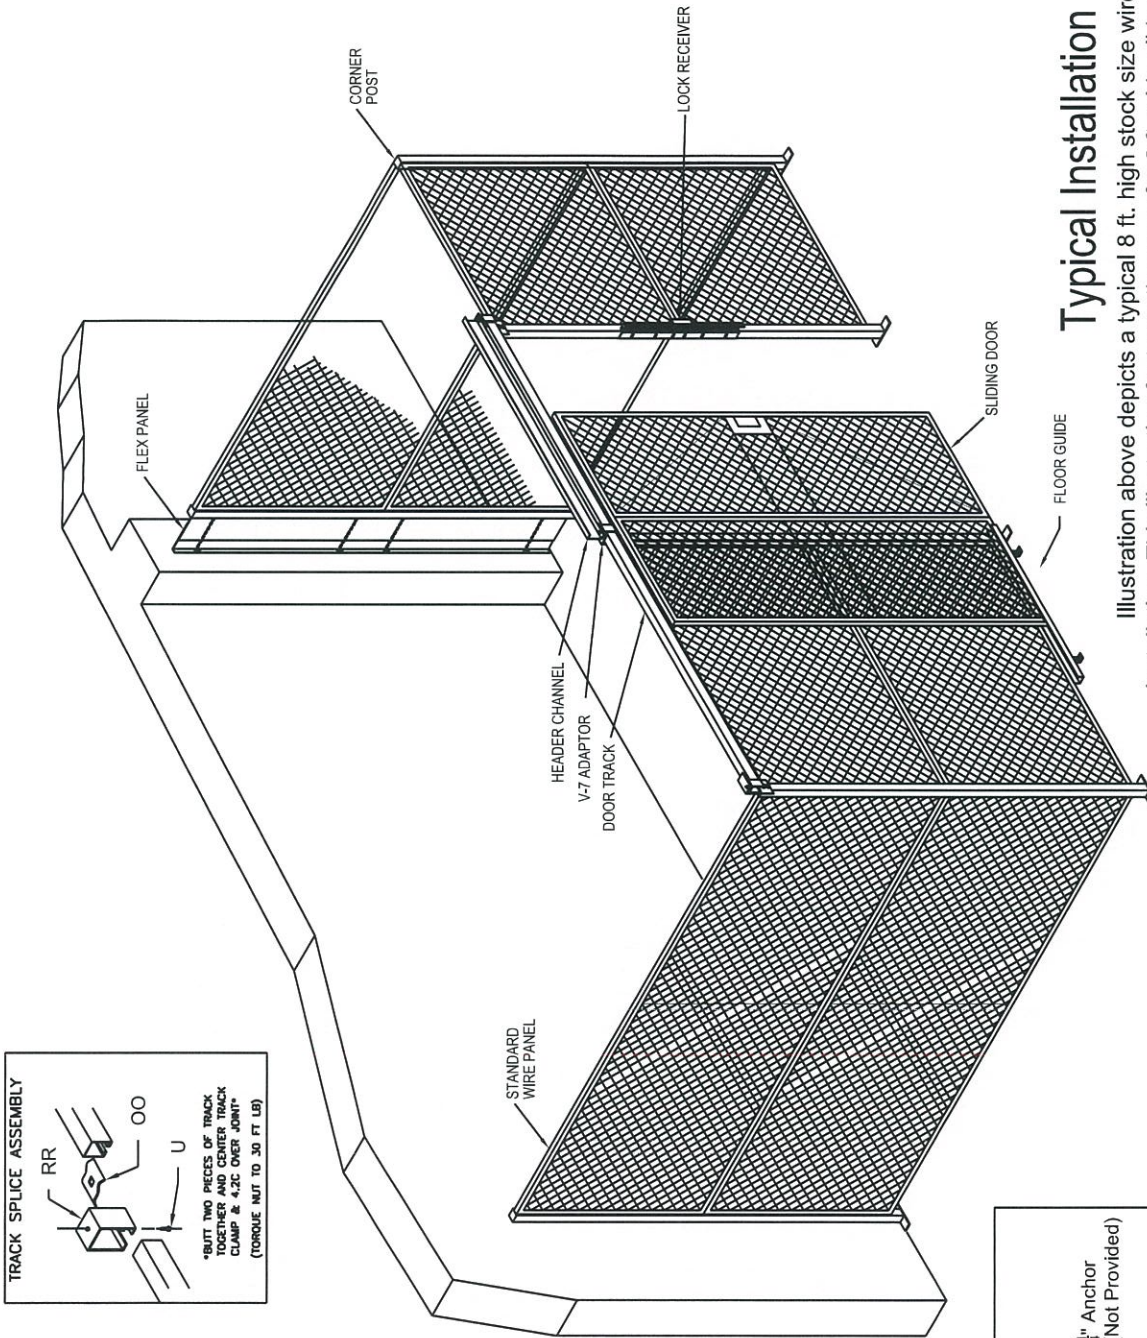 TRACK SPLICE ASSEMBLY
RR
OO
U
*BUTT TWO PIECES OF TRACK
TOGETHER AND CENTER TRACK
CLAMP & 4.2C OVER JOINT*
(TORQUE NUT TO 30 FT LB)
FLEX PANEL
CORNER
POST
LOCK RECEIVER
HEADER CHANNEL
V-7 ADAPTOR
DOOR TRACK
STANDARD
WIRE PANEL
SLIDING DOOR
FLOOR GUIDE
Typical Installation
Illustration above depicts a typical 8 ft. high stock size wire
" Anchor
Not Provided)